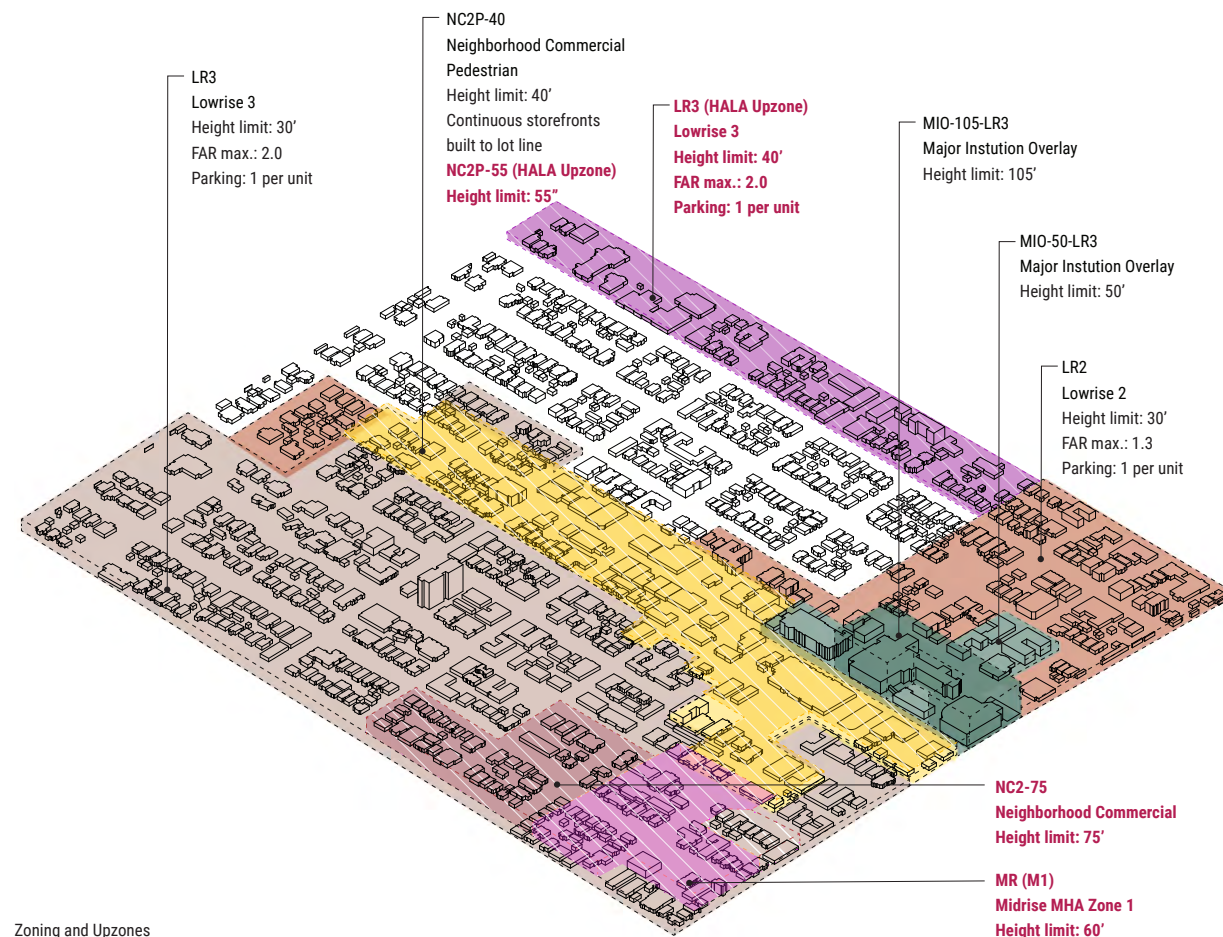 NC2P-40
Neighborhood Commercial
Pedestrian
Height limit: 40'
Continuous storefronts
built to lot line
NC2P-55 (HALA Upzone)
Height limit: 55”
LR3
Lowrise 3
Height limit: 30’
FAR max.: 2.0
Parking: 1 per unit
LR3 (HALA Upzone)
Lowrise 3
Height limit: 40’
FAR max.: 2.0
Parking: 1 per unit
MIO-105-LR3
Major Instution Overlay
Height limit: 105’
MIO-50-LR3
Major Instution Overlay
Height limit: 50’
LR2
Lowrise 2
Height limit: 30’
FAR max.: 1.3
Parking: 1 per unit
NC2-75
Neighborhood Commercial
Height limit: 75’
MR (M1)
Midrise MHA Zone 1
Height limit: 60’
Zoning and Upzones